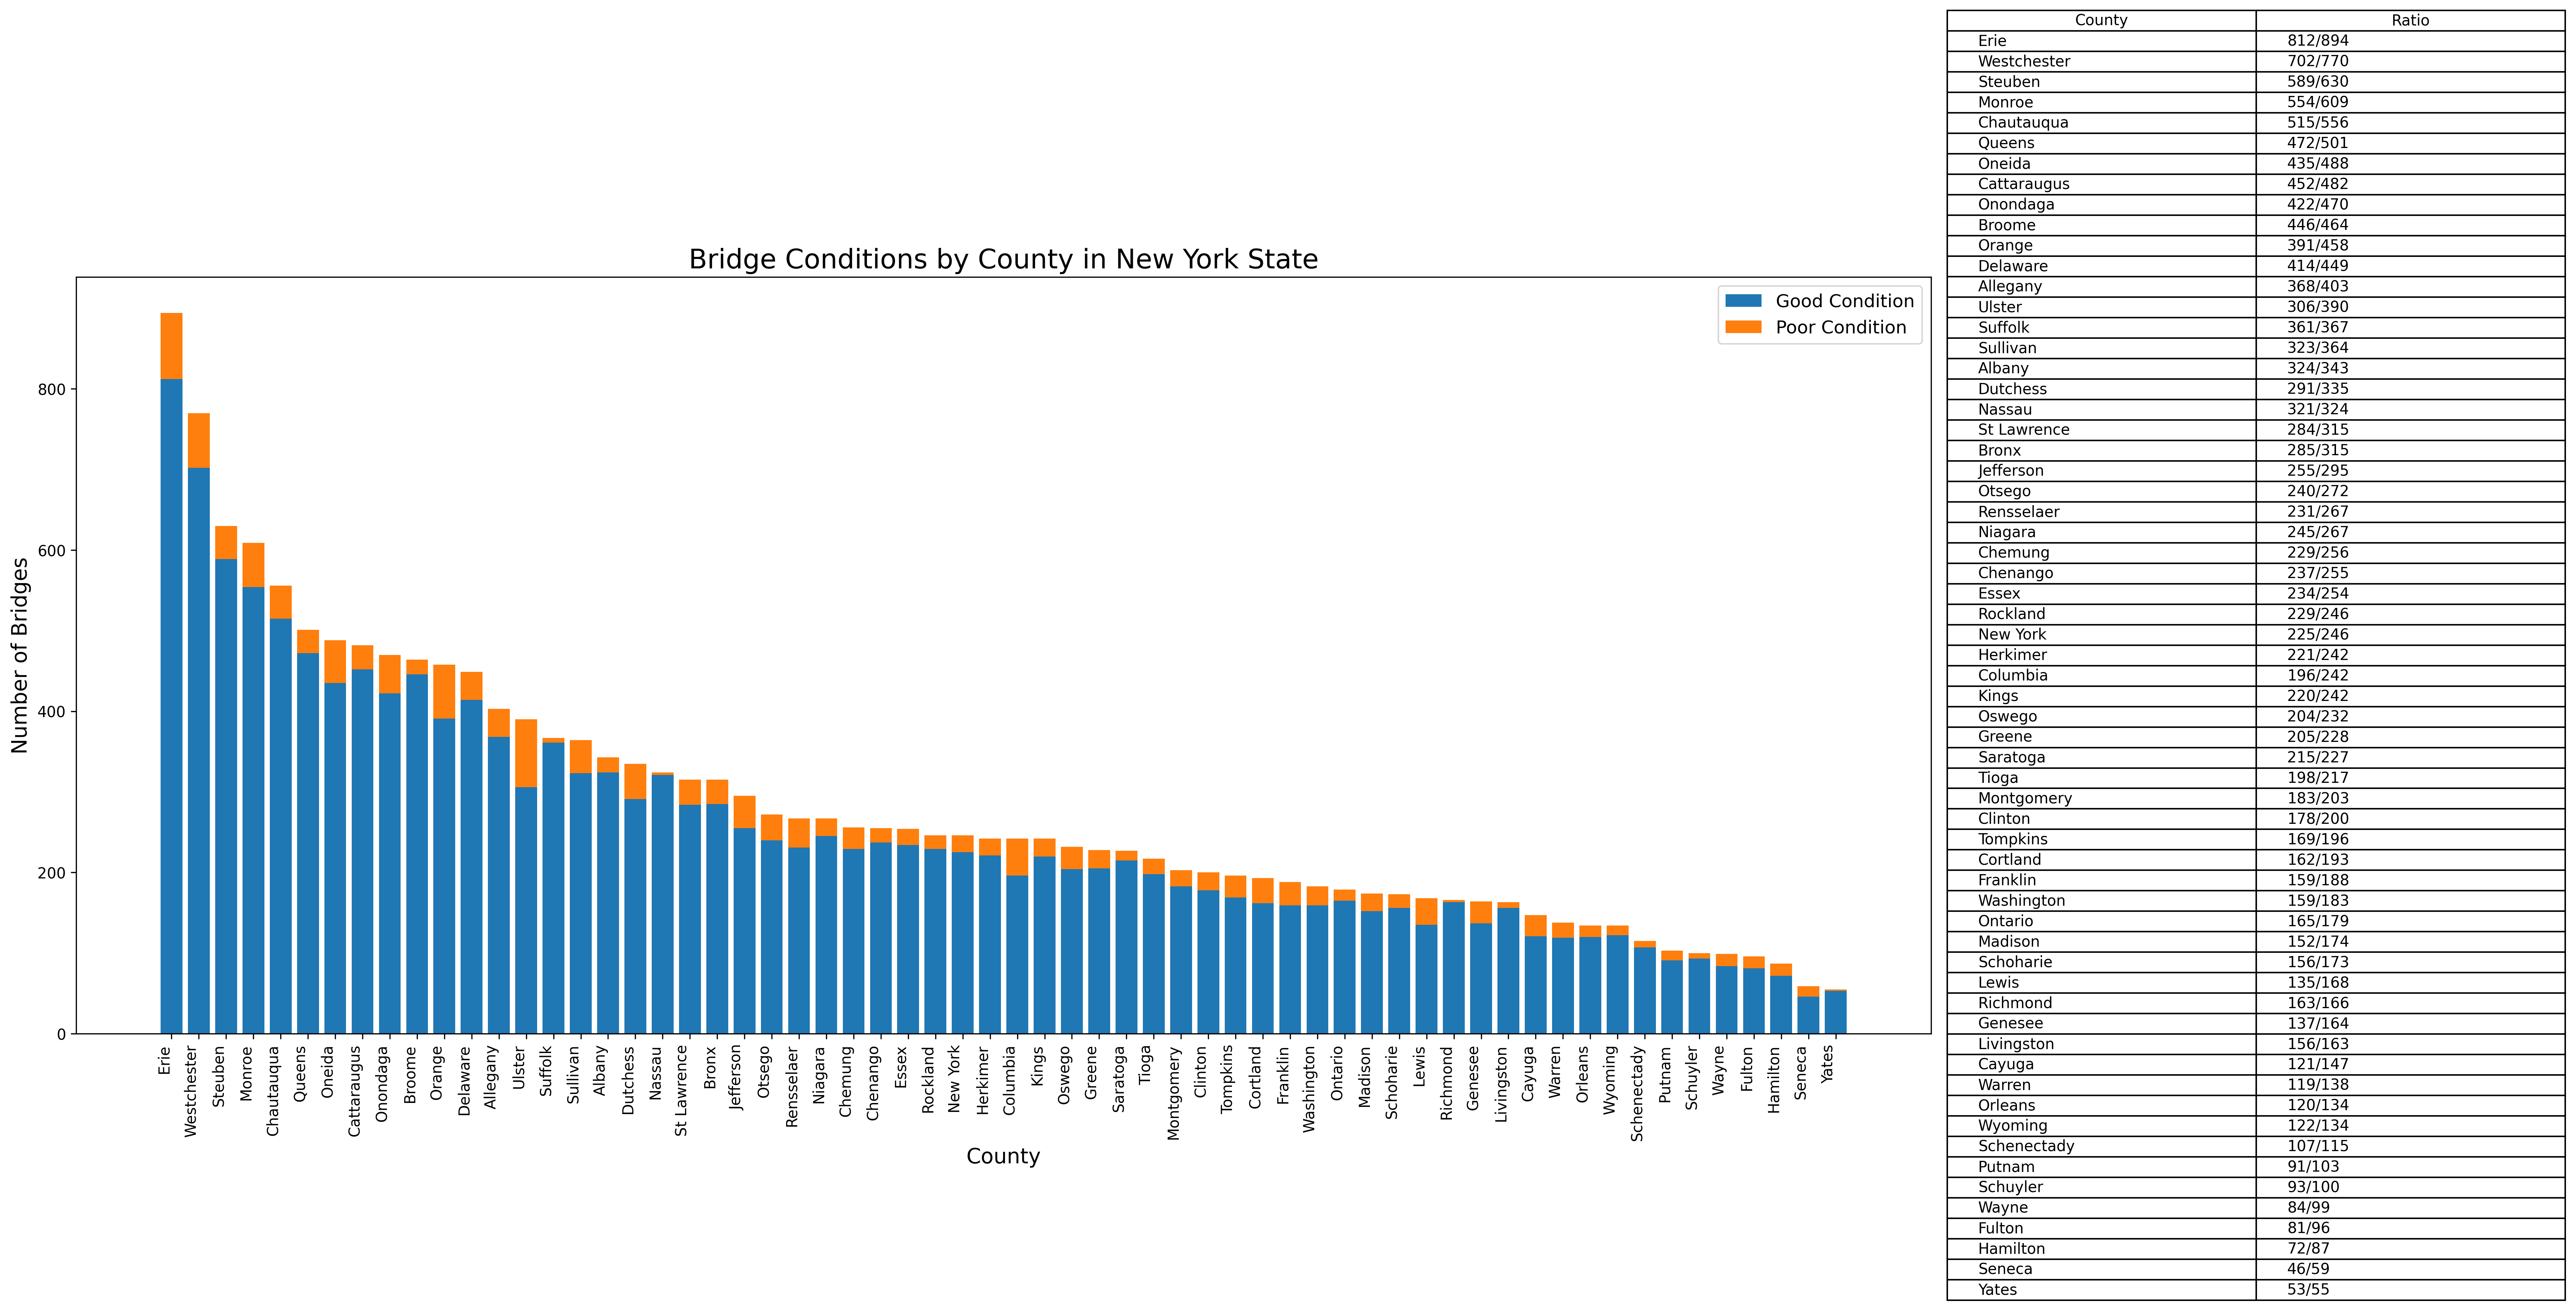 Bridge Conditions by County in New York State
Good Condition
Poor Condition
Number of Bridges
800
600
400
200
0
Erie
Westchester
Steuben
Monroe
Chautauqua
Queens
Oneida
Cattaraugus
Onondaga
Broome
Orange
Delaware
Allegany
Ulster
Suffolk
Sullivan
Albany
Dutchess
Nassau
St Lawrence
Bronx
Jefferson
Otsego
Rensselaer
Niagara
Chemung
Chenango
Essex
Rockland
New York
Herkimer
Columbia
Kings
Oswego
Greene
Saratoga
Tioga
Montgomery
Clinton
Tompkins
Cortland
Franklin
Washington
Ontario
Madison
Schoharie
Lewis
Richmond
Genesee
Livingston
Cayuga
Warren
Orleans
Wyoming
Schenectady
Putnam
Schuyler
Wayne
Fulton
Hamilton
Seneca
Yates
County
County Ratio
Erie 812/894
Westchester 702/770
Steuben 589/630
Monroe 554/609
Chautauqua 515/556
Queens 472/501
Oneida 435/488
Cattaraugus 452/482
Onondaga 422/470
Broome 446/464
Orange 391/458
Delaware 414/449
Allegany 368/403
Ulster 306/390
Suffolk 361/367
Sullivan 323/364
Albany 324/343
Dutchess 291/335
Nassau 321/324
St Lawrence 284/315
Bronx 285/315
Jefferson 255/295
Otsego 240/272
Rensselaer 231/267
Niagara 245/267
Chemung 229/256
Chenango 237/255
Essex 234/254
Rockland 229/246
New York 225/246
Herkimer 221/242
Columbia 196/242
Kings 220/242
Oswego 204/232
Greene 205/228
Saratoga 215/227
Tioga 198/217
Montgomery 183/203
Clinton 178/200
Tompkins 169/196
Cortland 162/193
Franklin 159/188
Washington 159/183
Ontario 165/179
Madison 152/174
Schoharie 156/173
Lewis 135/168
Richmond 163/166
Genesee 137/164
Livingston 156/163
Cayuga 121/147
Warren 119/138
Orleans 120/134
Wyoming 122/134
Schenectady 107/115
Putnam 91/103
Schuyler 93/100
Wayne 84/99
Fulton 81/96
Hamilton 72/87
Seneca 46/59
Yates 53/55